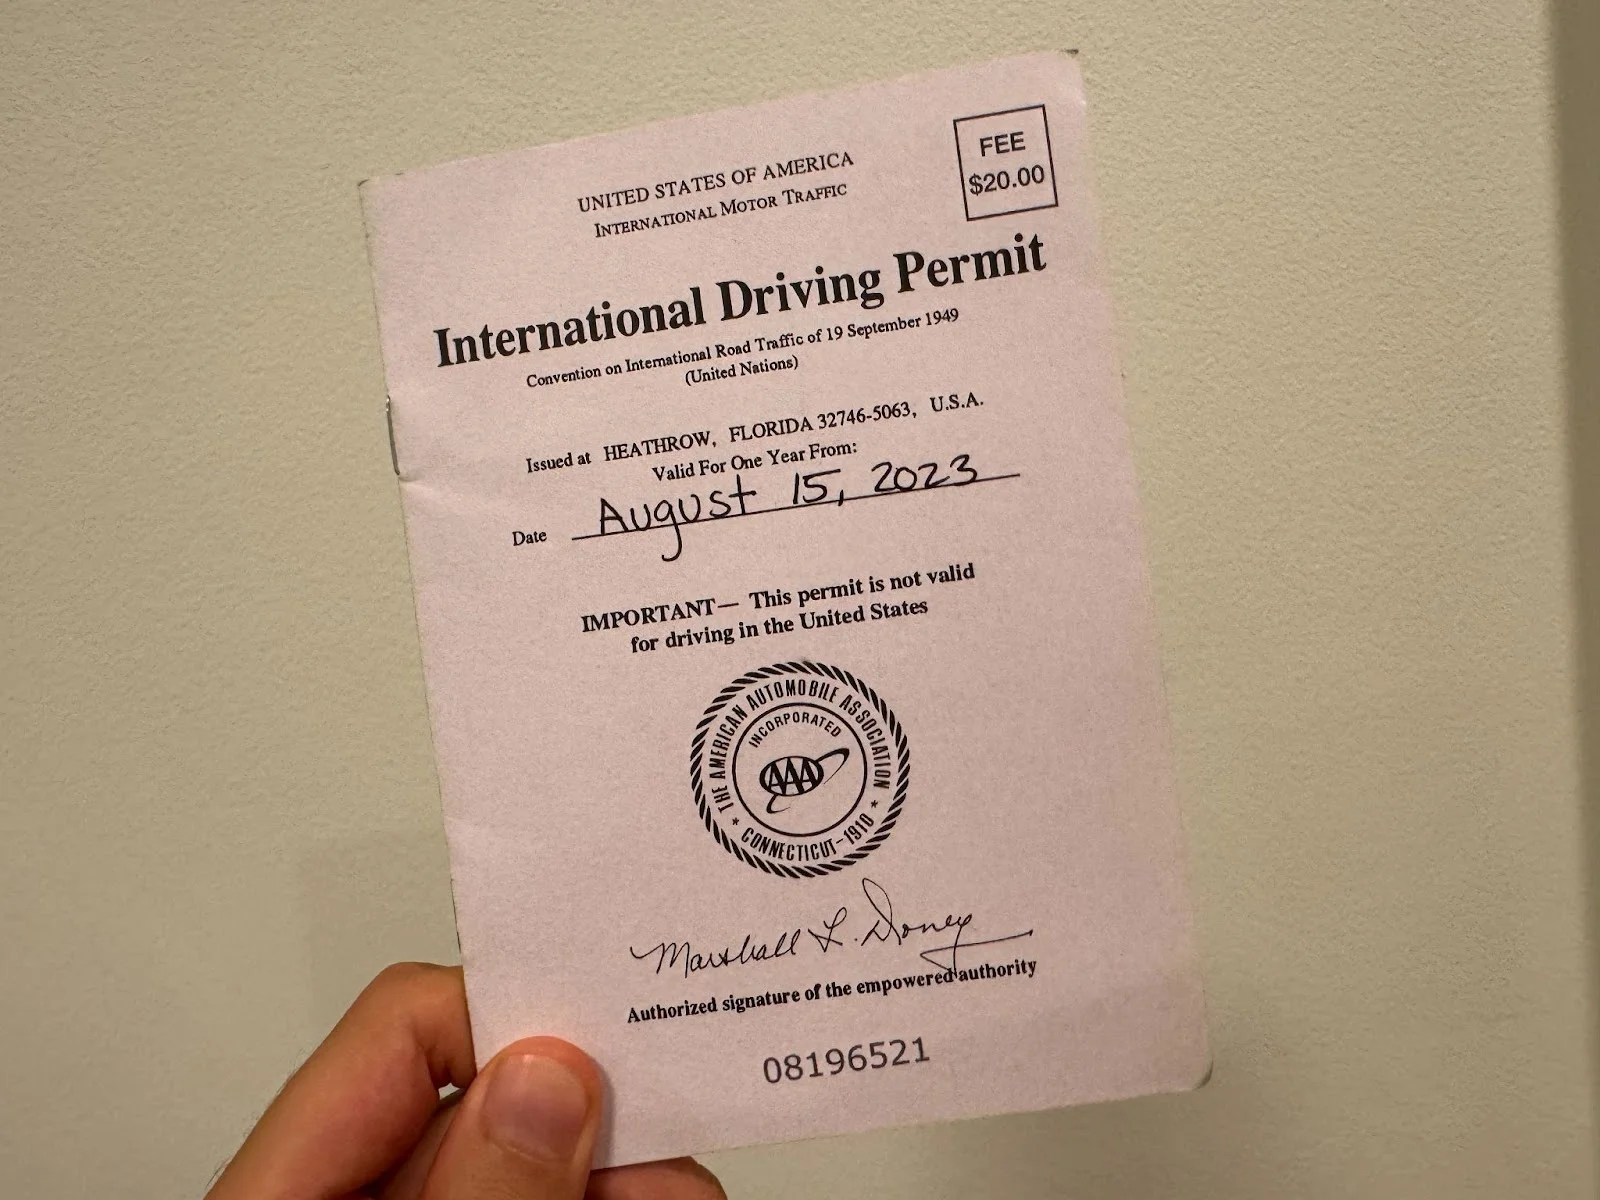 FEE
$20.00
UNITED STATES OF AMERICA
INTERNATIONAL MOTOR TRAFFIC
International Driving Permit
Convention on International Road Traffic of 19 September 1949
(United Nations)
Issued at HEATHROW, FLORIDA 32746-5063, U.S.A.
Valid For One Year From:
Date August 15, 2023
IMPORTANT— This permit is not valid
for driving in the United States
THE AMERICAN AUTOMOBILE ASSOCIATION
INCORPORATED
AAA
* CONNECTICUT-1910 *
Marshall L. Doney
Authorized signature of the empowered authority
08196521